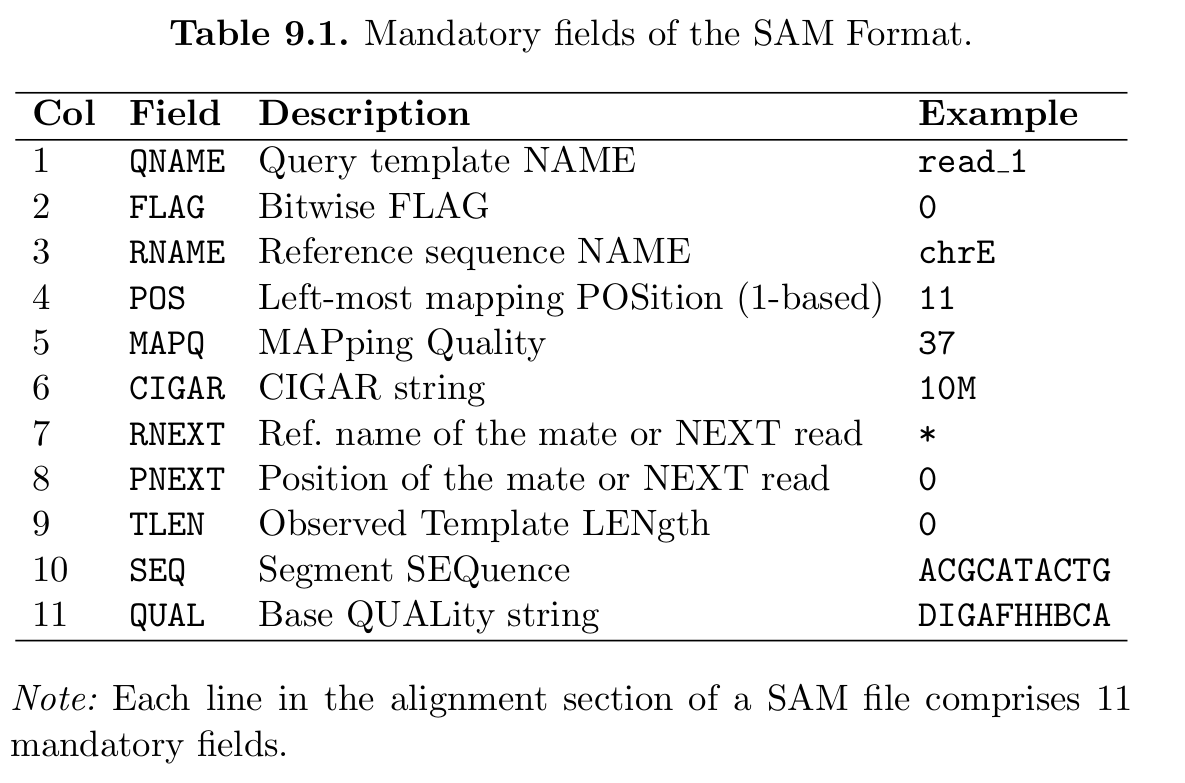 Table 9.1. Mandatory fields of the SAM Format.
Col Field Description Example
1 QNAME Query template NAME read_1
2 FLAG Bitwise FLAG 0
3 RNAME Reference sequence NAME chrE
4 POS Left-most mapping POSition (1-based) 11
5 MAPQ MAPping Quality 37
6 CIGAR CIGAR string 10M
7 RNEXT Ref. name of the mate or NEXT read *
8 PNEXT Position of the mate or NEXT read 0
9 TLEN Observed Template LENgth 0
10 SEQ Segment SEQuence ACGCATACTG
11 QUAL Base QUALity string DIGAFHHBCA
Note: Each line in the alignment section of a SAM file comprises 11
mandatory fields.